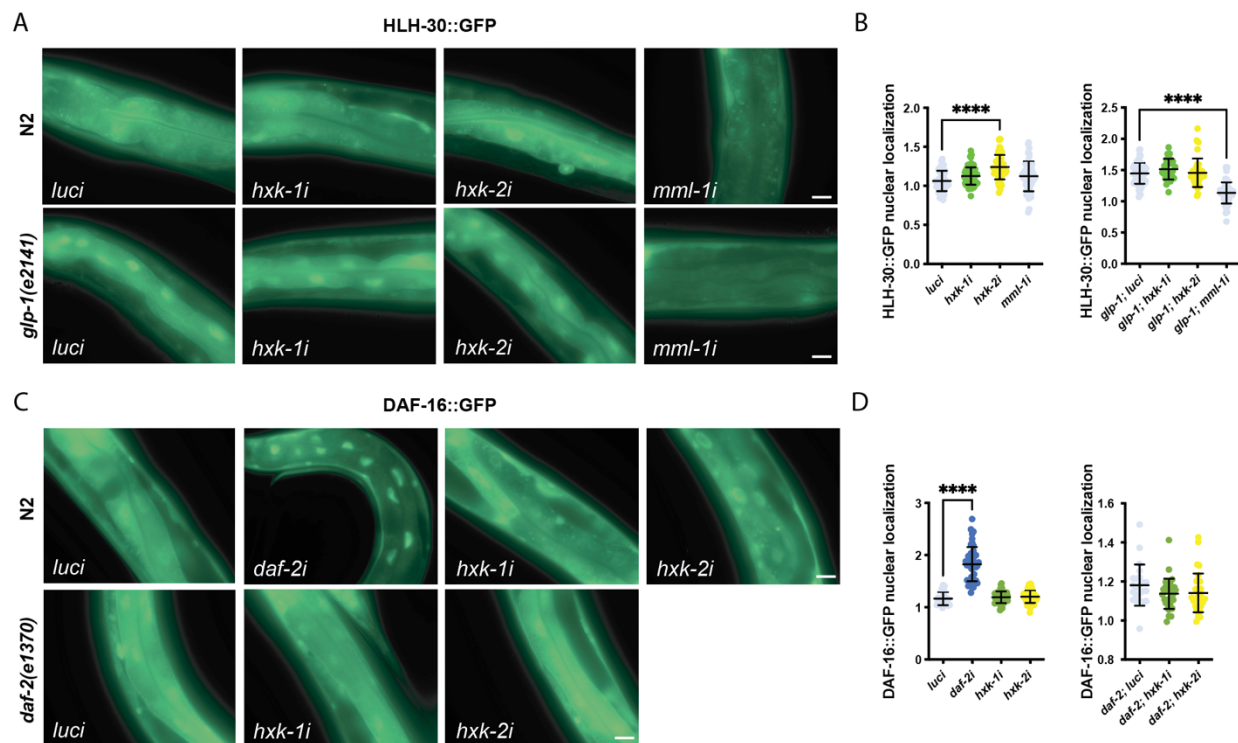 A
HLH-30::GFP
N2
luci
hxk-1i
hxk-2i
mml-1i
glp-1(e2141)
luci
hxk-1i
hxk-2i
mml-1i
B
HLH-30::GFP nuclear localization
2.0
1.5
1.0
0.5
0.0
****
luci
hxk-1i
hxk-2i
mml-1i
HLH-30::GFP nuclear localization
2.5
2.0
1.5
1.0
0.5
0.0
****
glp-1; luci
glp-1; hxk-1i
glp-1; hxk-2i
glp-1; mml-1i
C
DAF-16::GFP
N2
luci
daf-2i
hxk-1i
hxk-2i
daf-2(e1370)
luci
hxk-1i
hxk-2i
D
DAF-16::GFP nuclear localization
3
2
1
0
****
luci
daf-2i
hxk-1i
hxk-2i
DAF-16::GFP nuclear localization
1.6
1.4
1.2
1.0
0.8
daf-2; luci
daf-2; hxk-1i
daf-2; hxk-2i